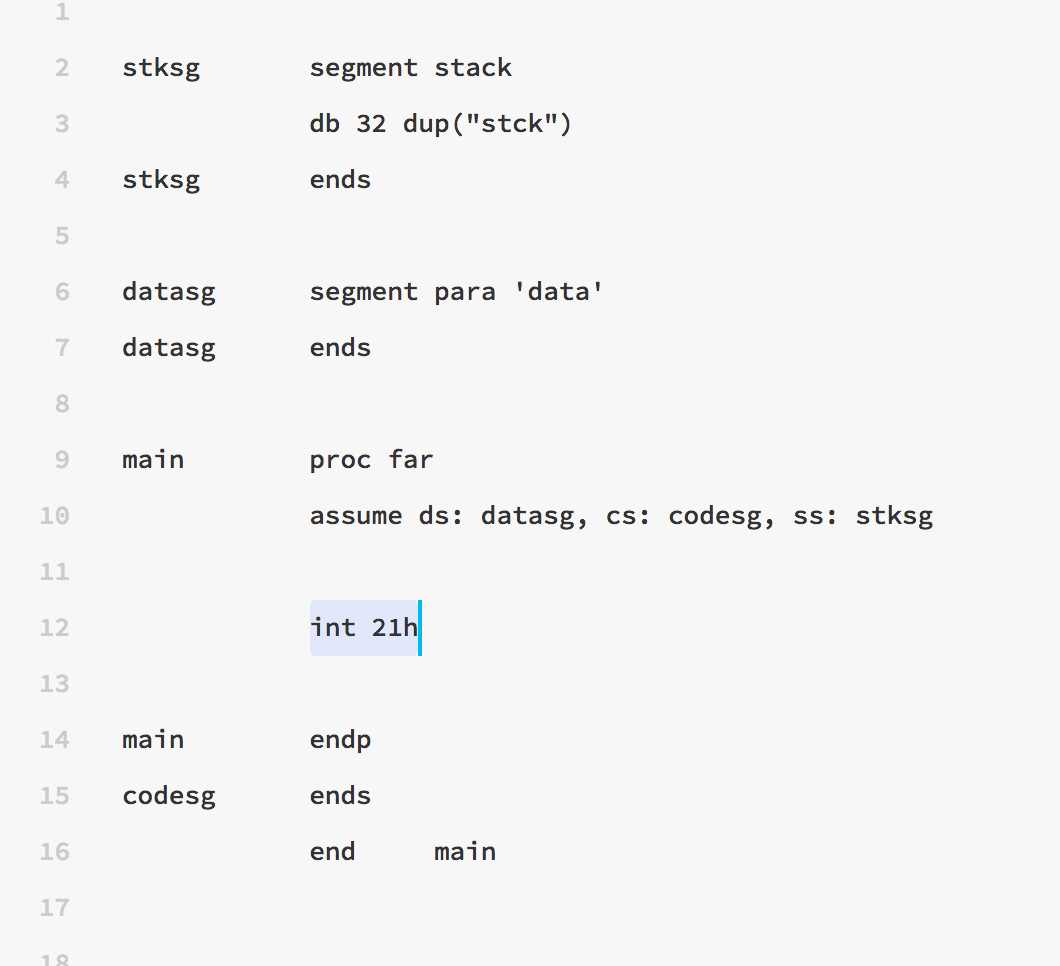 1
2 stksg segment stack
3 db 32 dup("stck")
4 stksg ends
5
6 datasg segment para 'data'
7 datasg ends
8
9 main proc far
10 assume ds: datasg, cs: codesg, ss: stksg
11
12 int 21h
13
14 main endp
15 codesg ends
16 end main
17
18